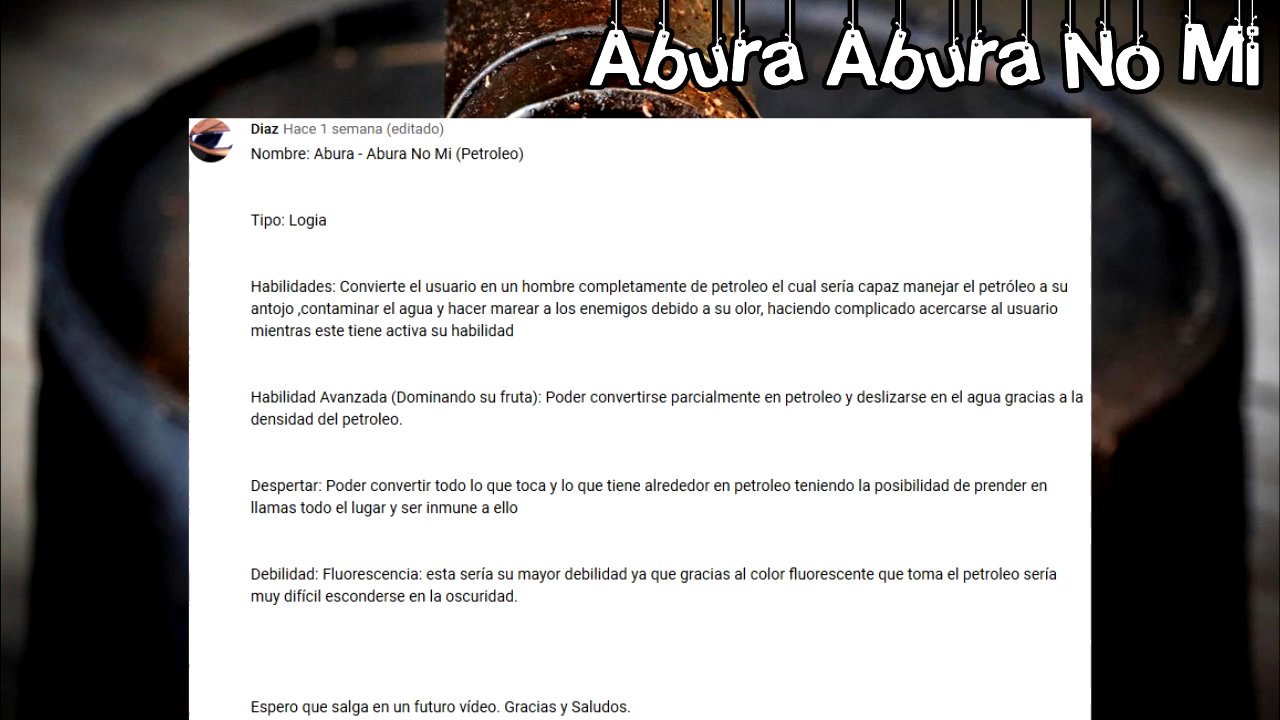 Abura Abura No Mi
Diaz Hace 1 semana (editado)
Nombre: Abura - Abura No Mi (Petroleo)
Tipo: Logia
Habilidades: Convierte el usuario en un hombre completamente de petroleo el cual sería capaz manejar el petróleo a su
antojo ,contaminar el agua y hacer marear a los enemigos debido a su olor, haciendo complicado acercarse al usuario
mientras este tiene activa su habilidad
Habilidad Avanzada (Dominando su fruta): Poder convertirse parcialmente en petroleo y deslizarse en el agua gracias a la
densidad del petroleo.
Despertar: Poder convertir todo lo que toca y lo que tiene alrededor en petroleo teniendo la posibilidad de prender en
llamas todo el lugar y ser inmune a ello
Debilidad: Fluorescencia: esta sería su mayor debilidad ya que gracias al color fluorescente que toma el petroleo sería
muy difícil esconderse en la oscuridad.
Espero que salga en un futuro vídeo. Gracias y Saludos.